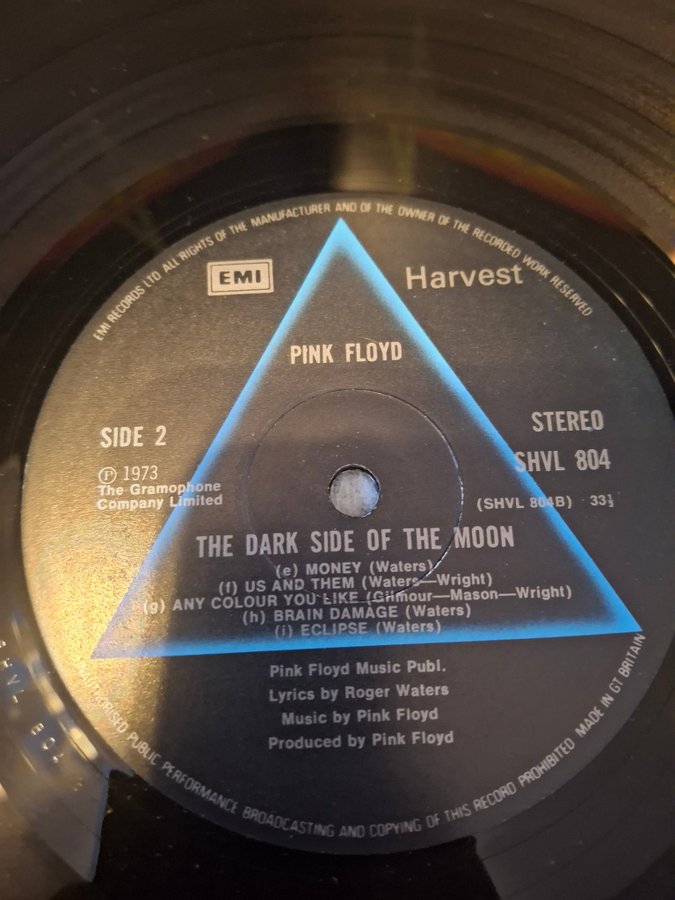 EMI RECORDS LTD. ALL RIGHTS OF THE MANUFACTURER AND OF THE OWNER OF THE RECORDED WORK RESERVED
EMI
Harvest
PINK FLOYD
SIDE 2
STEREO
SHVL 804
Ⓟ 1973
The Gramophone
Company Limited
(SHVL 804B) 33⅓
THE DARK SIDE OF THE MOON
(e) MONEY (Waters)
(f) US AND THEM (Waters—Wright)
(g) ANY COLOUR YOU LIKE (Gilmour—Mason—Wright)
(h) BRAIN DAMAGE (Waters)
(i) ECLIPSE (Waters)
Pink Floyd Music Publ.
Lyrics by Roger Waters
Music by Pink Floyd
Produced by Pink Floyd
PUBLIC PERFORMANCE BROADCASTING AND COPYING OF THIS RECORD PROHIBITED MADE IN GT BRITAIN
SHVL